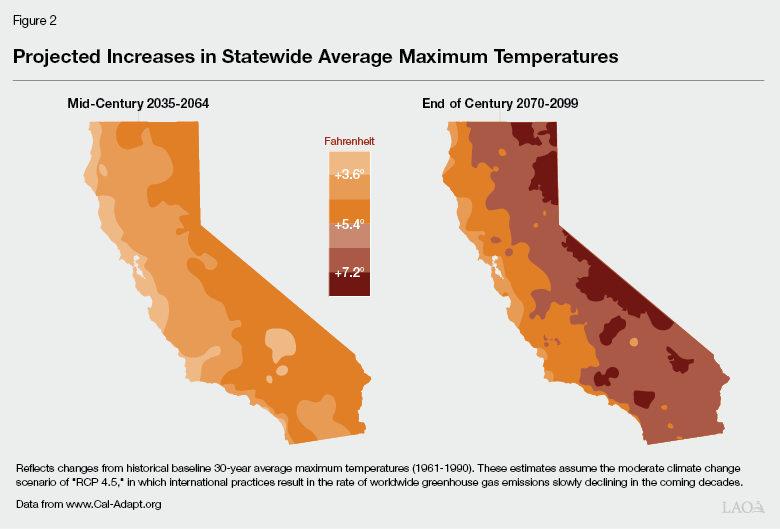 Figure 2
Projected Increases in Statewide Average Maximum Temperatures
Mid-Century 2035-2064
End of Century 2070-2099
Fahrenheit
+3.6º
+5.4º
+7.2º
Reflects changes from historical baseline 30-year average maximum temperatures (1961-1990). These estimates assume the moderate climate change
scenario of "RCP 4.5," in which international practices result in the rate of worldwide greenhouse gas emissions slowly declining in the coming decades.
Data from www.Cal-Adapt.org
LAO